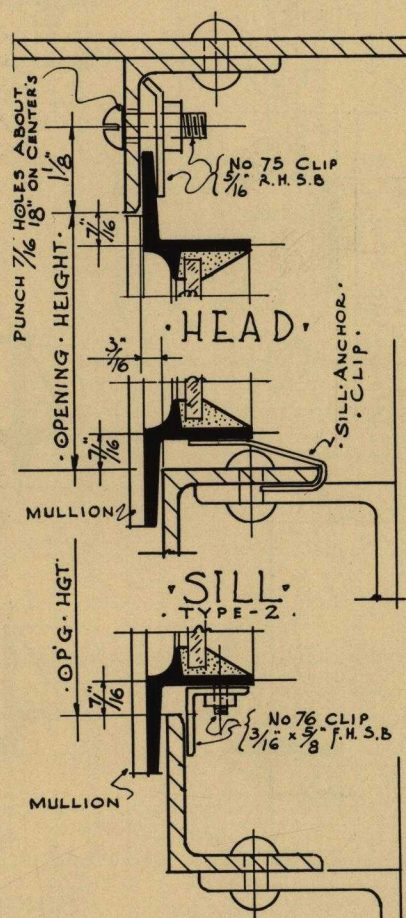 PUNCH 7/16" HOLES ABOUT
18" ON CENTER'S
1 1/8"
No 75 CLIP
5/16" R.H. S.B
7/16"
· OPENING · HEIGHT ·
· HEAD ·
3/16"
SILL · ANCHOR ·
· CLIP ·
7/16"
MULLION
· SILL ·
· TYPE - 2 ·
· OP'G · HGT ·
7/16"
No 76 CLIP
3/16" x 5/8" F.H. S.B
MULLION